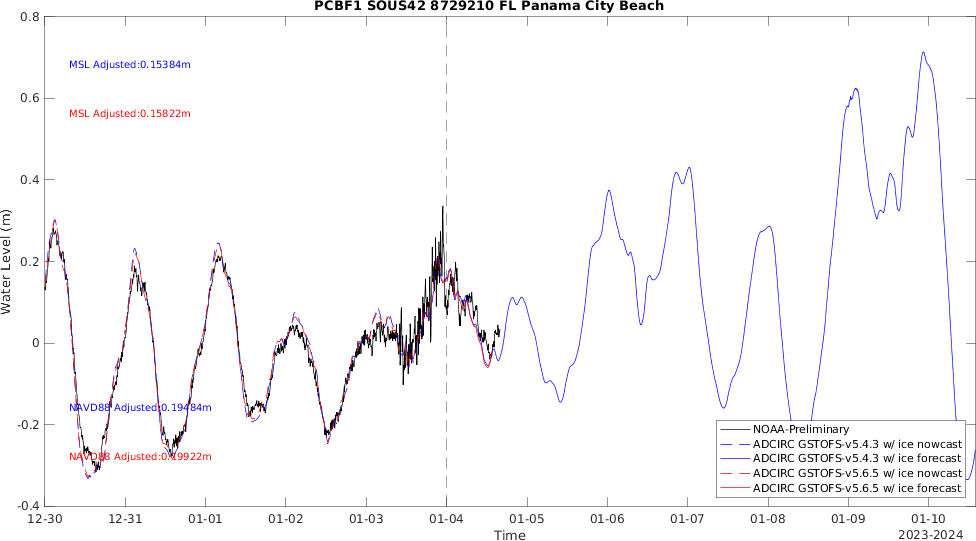 PCBF1 SOUS42 8729210 FL Panama City Beach
0.8
0.6
0.4
0.2
0
-0.2
-0.4
Water Level (m)
MSL Adjusted:0.15384m
MSL Adjusted:0.15822m
NAVD88 Adjusted:0.19484m
NAVD88 Adjusted:0.19922m
NOAA-Preliminary
ADCIRC GSTOFS-v5.4.3 w/ ice nowcast
ADCIRC GSTOFS-v5.4.3 w/ ice forecast
ADCIRC GSTOFS-v5.6.5 w/ ice nowcast
ADCIRC GSTOFS-v5.6.5 w/ ice forecast
12-30 12-31 01-01 01-02 01-03 01-04 01-05 01-06 01-07 01-08 01-09 01-10
Time
2023-2024